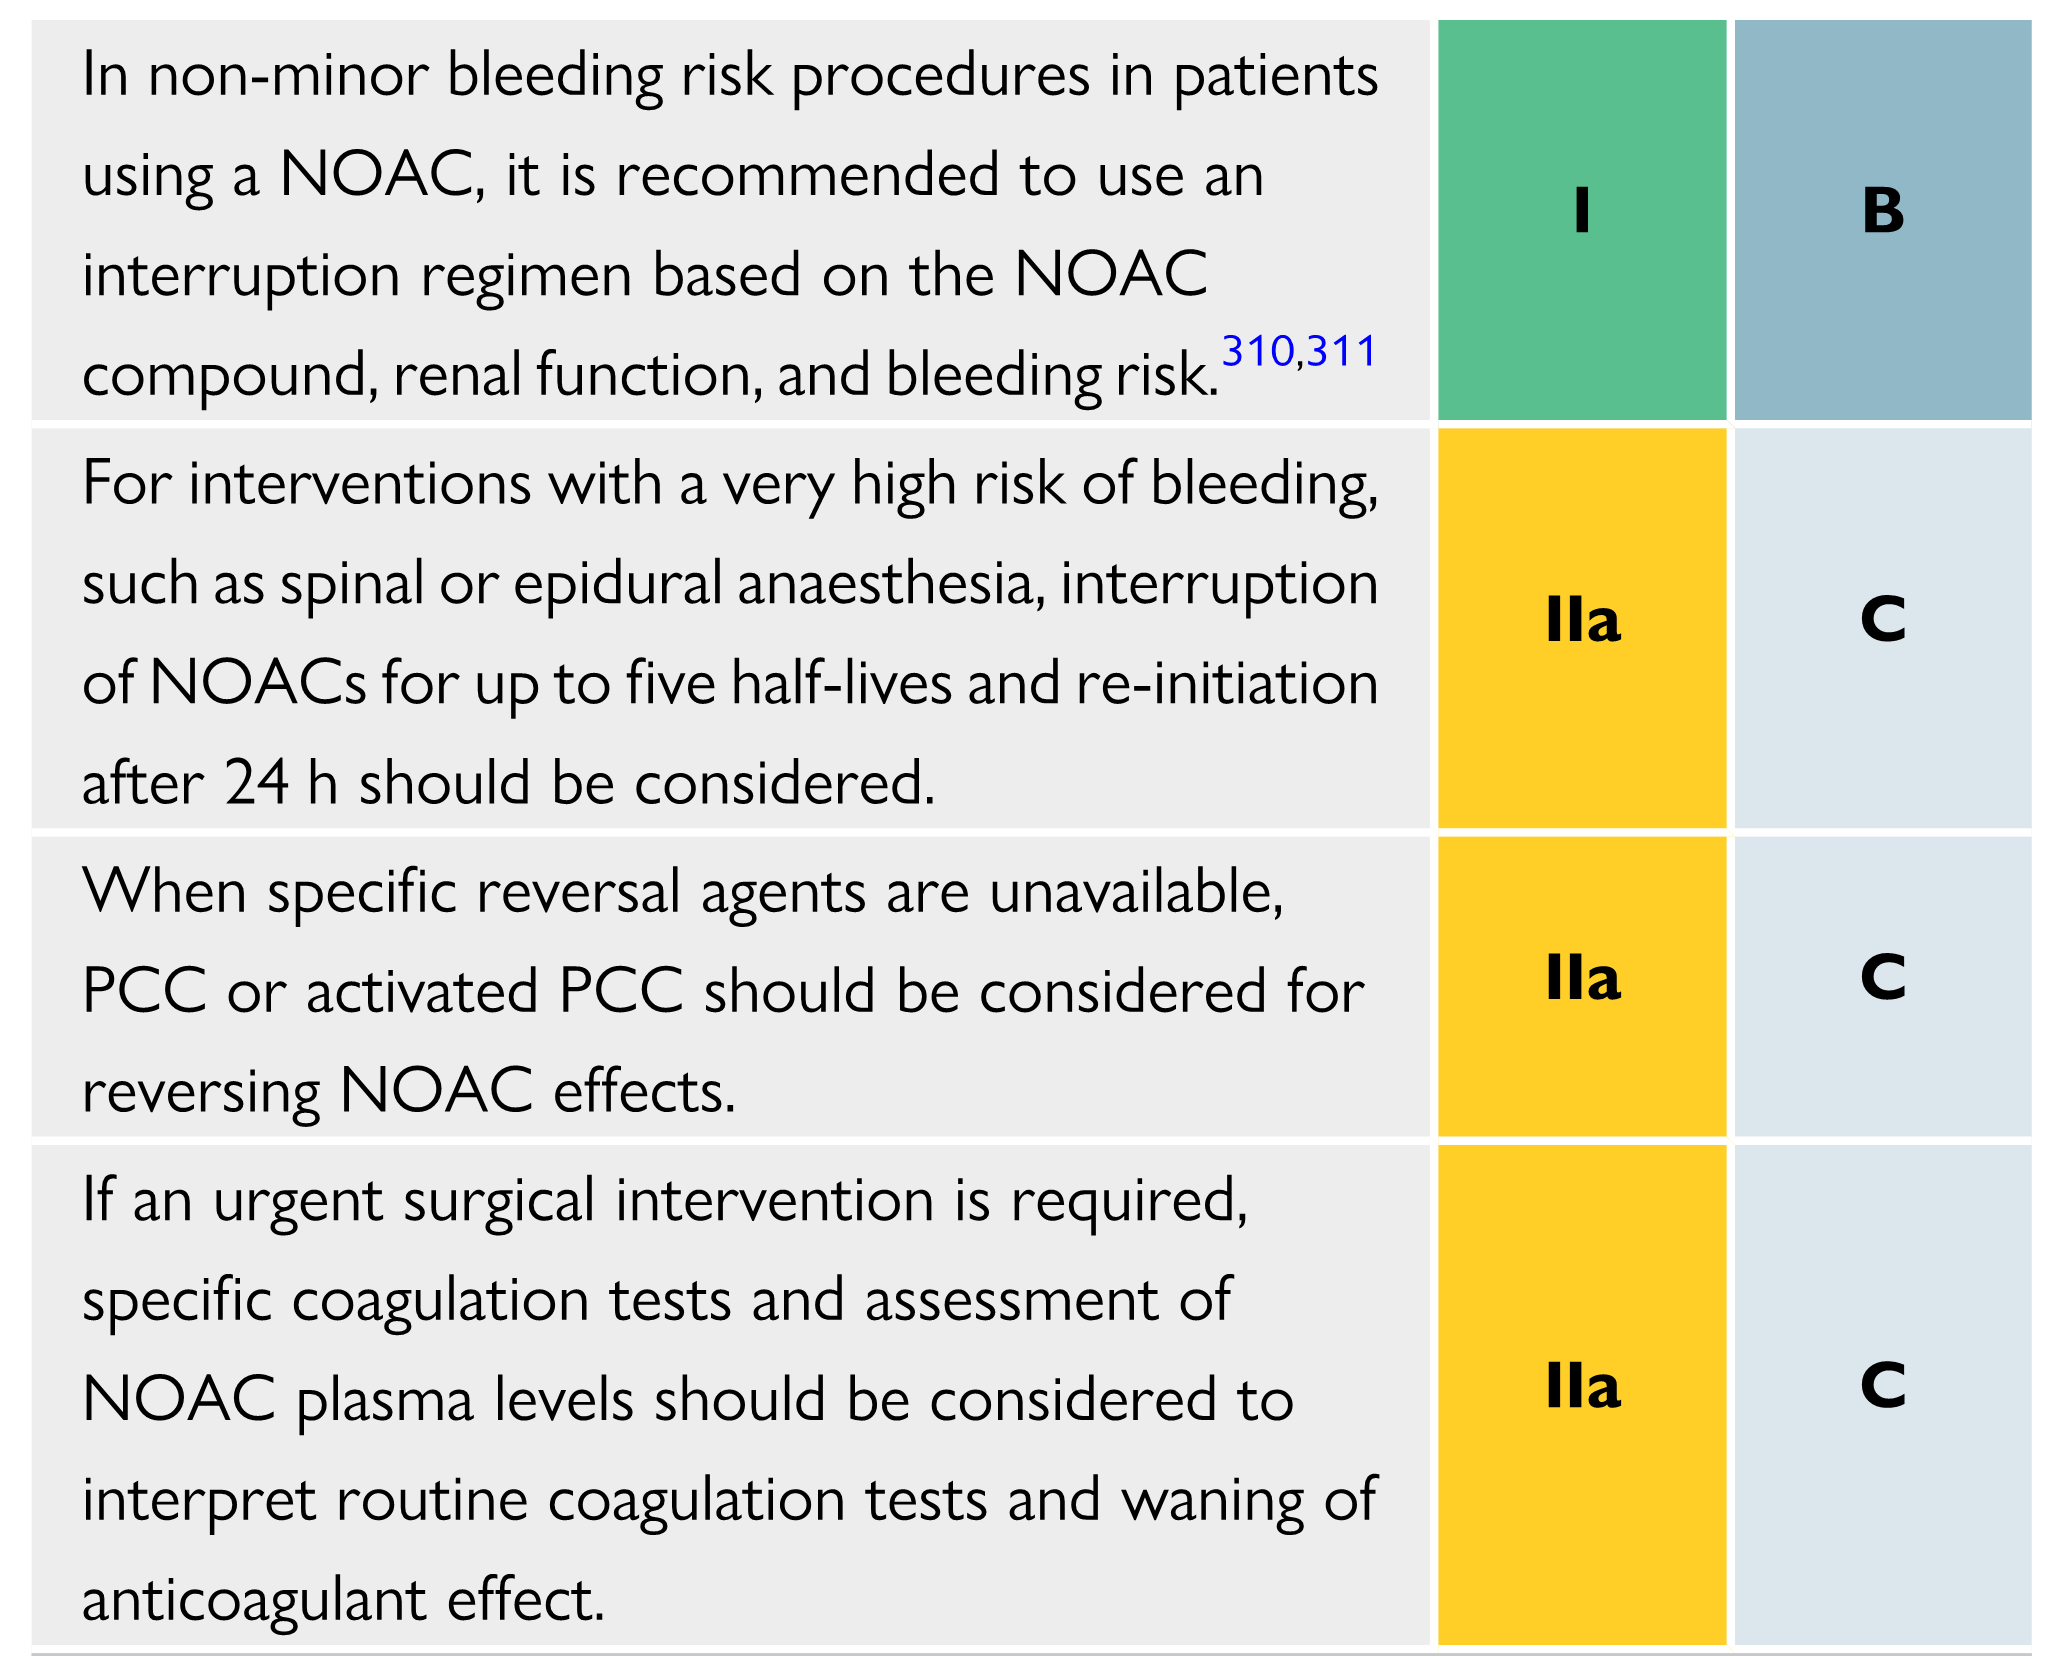 In non-minor bleeding risk procedures in patients
using a NOAC, it is recommended to use an
interruption regimen based on the NOAC
compound, renal function, and bleeding risk.310,311
I
B
For interventions with a very high risk of bleeding,
such as spinal or epidural anaesthesia, interruption
of NOACs for up to five half-lives and re-initiation
after 24 h should be considered.
IIa
C
When specific reversal agents are unavailable,
PCC or activated PCC should be considered for
reversing NOAC effects.
IIa
C
If an urgent surgical intervention is required,
specific coagulation tests and assessment of
NOAC plasma levels should be considered to
interpret routine coagulation tests and waning of
anticoagulant effect.
IIa
C